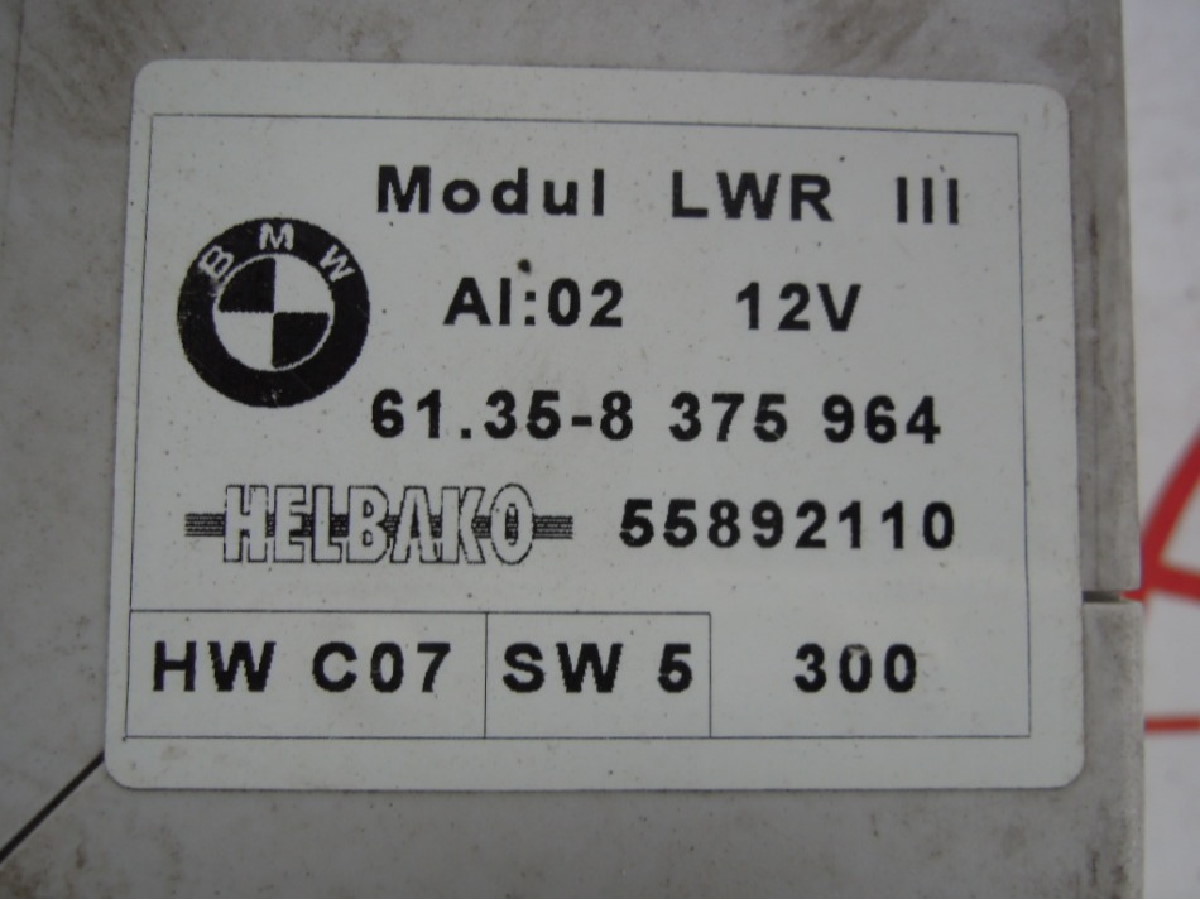 Modul LWR III
BMW
AI:02 12V
61.35-8 375 964
HELBAKO 55892110
HW C07 SW 5 300